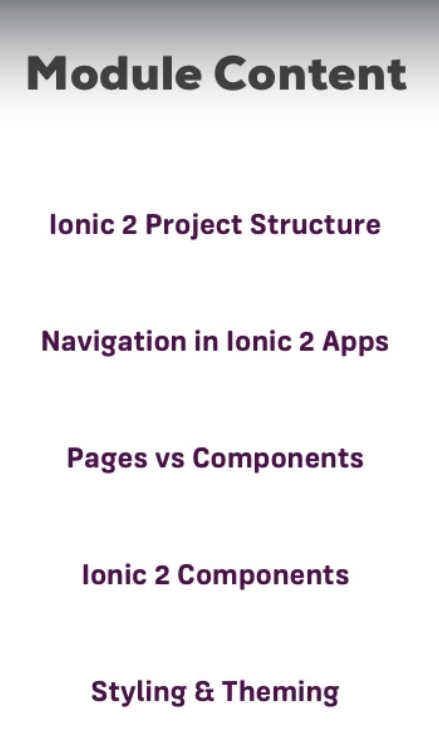 Module Content
Ionic 2 Project Structure
Navigation in Ionic 2 Apps
Pages vs Components
Ionic 2 Components
Styling & Theming